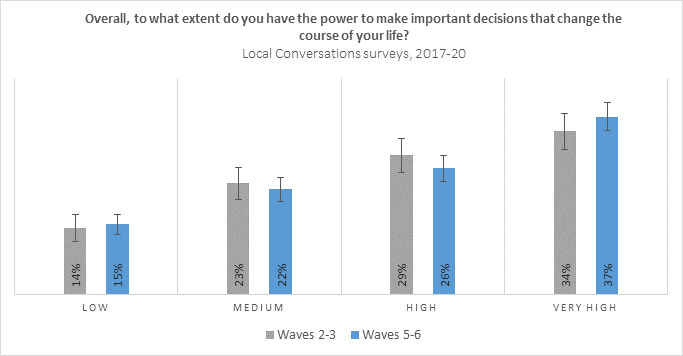 Overall, to what extent do you have the power to make important decisions that change the
course of your life?
Local Conversations surveys, 2017-20
14%
15%
23%
22%
29%
26%
34%
37%
LOW
MEDIUM
HIGH
VERY HIGH
Waves 2-3
Waves 5-6